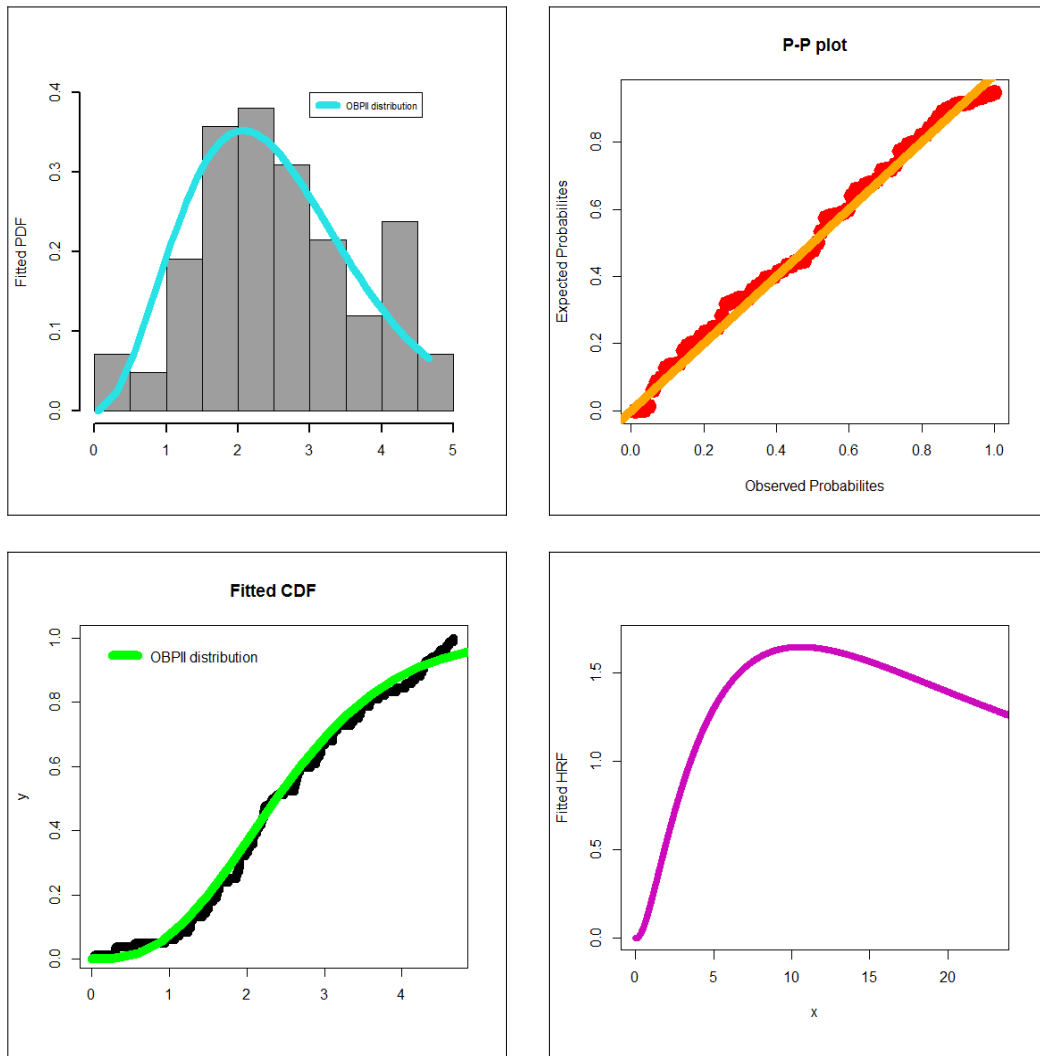 OBPII distribution
Fitted PDF
0.0 0.1 0.2 0.3 0.4
0 1 2 3 4 5
P-P plot
Expected Probabilites
0.0 0.2 0.4 0.6 0.8
0.0 0.2 0.4 0.6 0.8 1.0
Observed Probabilites
Fitted CDF
OBPII distribution
y
0.0 0.2 0.4 0.6 0.8 1.0
0 1 2 3 4
Fitted HRF
0.0 0.5 1.0 1.5
0 5 10 15 20
x